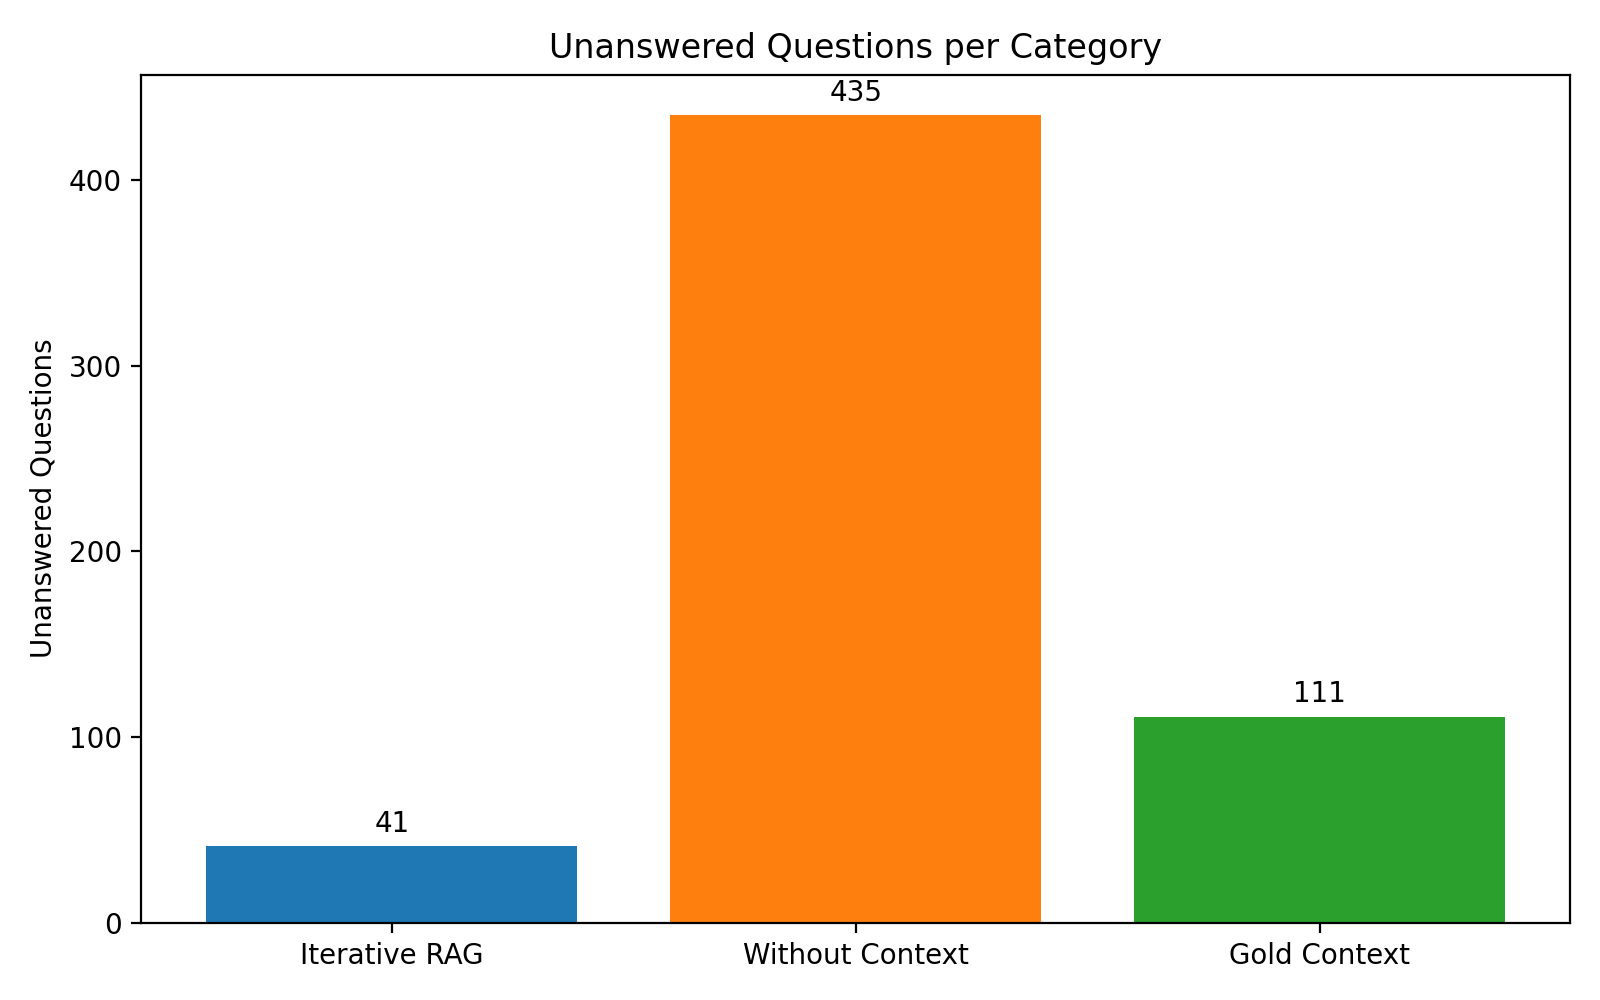 Unanswered Questions per Category
Unanswered Questions
400
300
200
100
0
41
435
111
Iterative RAG
Without Context
Gold Context